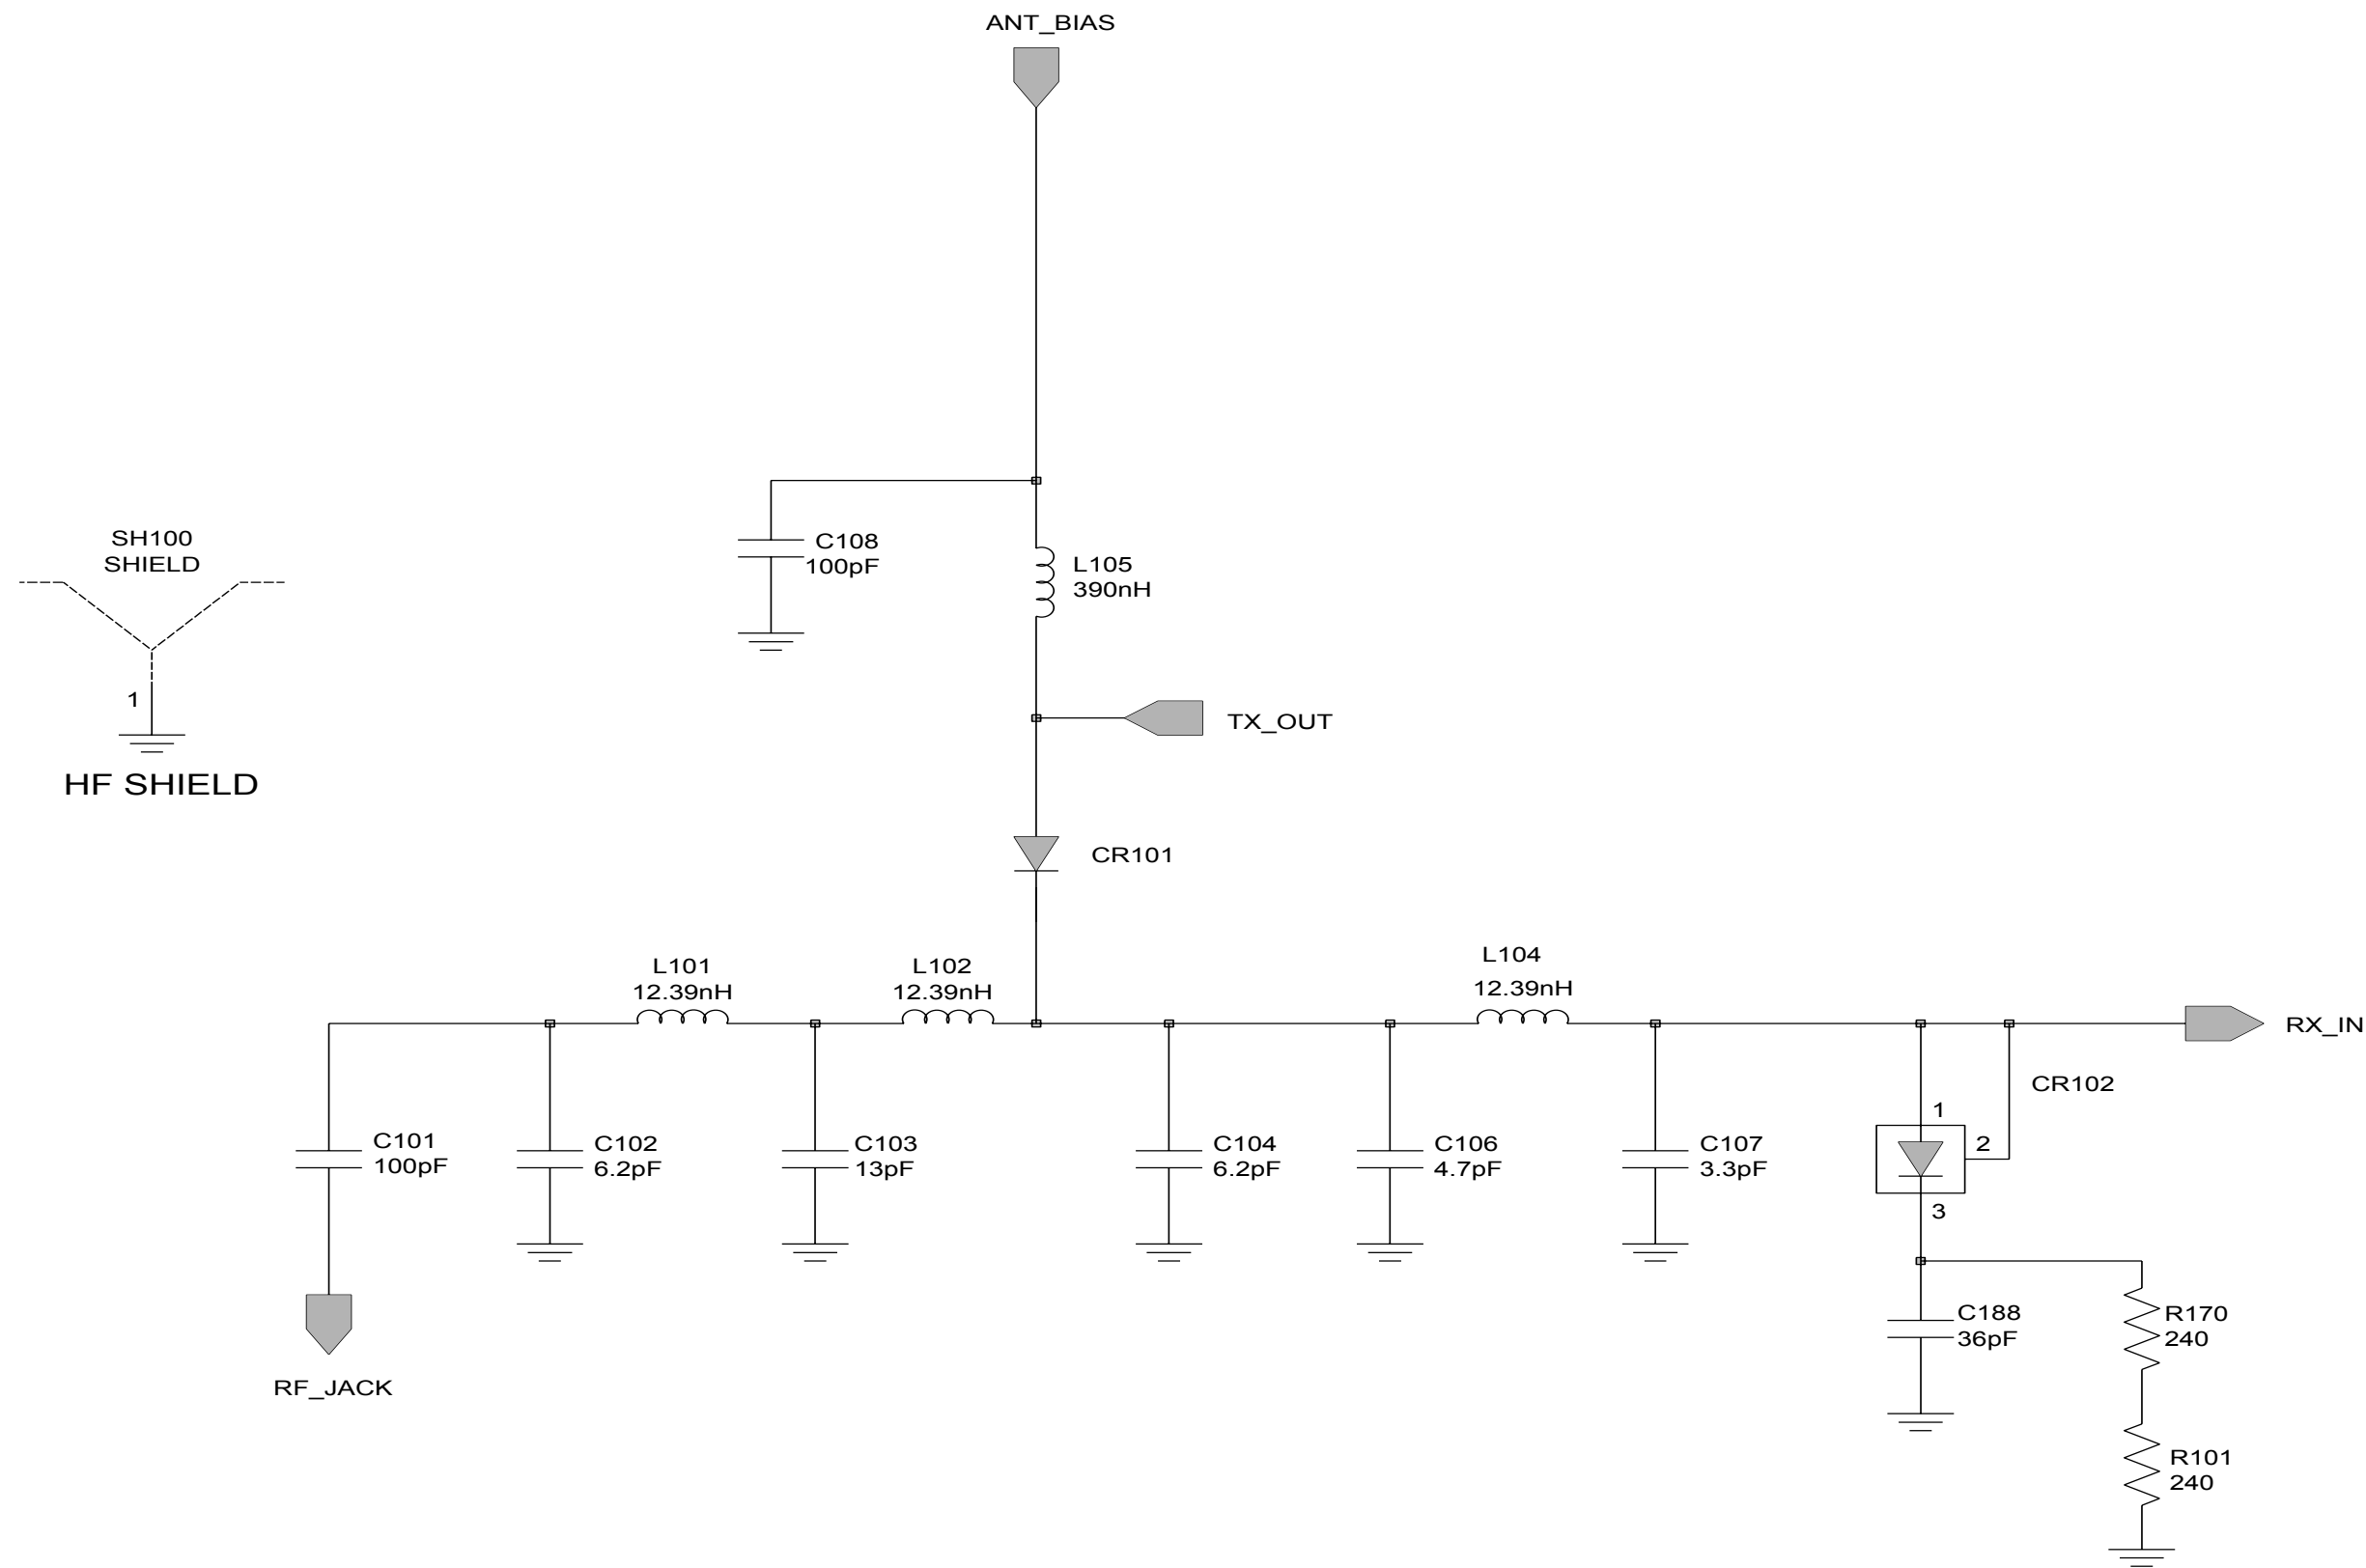 ANT_BIAS
SH100
SHIELD
1
HF SHIELD
C108
100pF
L105
390nH
TX_OUT
CR101
L101
12.39nH
L102
12.39nH
L104
12.39nH
RX_IN
CR102
C101
100pF
C102
6.2pF
C103
13pF
C104
6.2pF
C106
4.7pF
C107
3.3pF
1
2
3
C188
36pF
R170
240
RF_JACK
R101
240